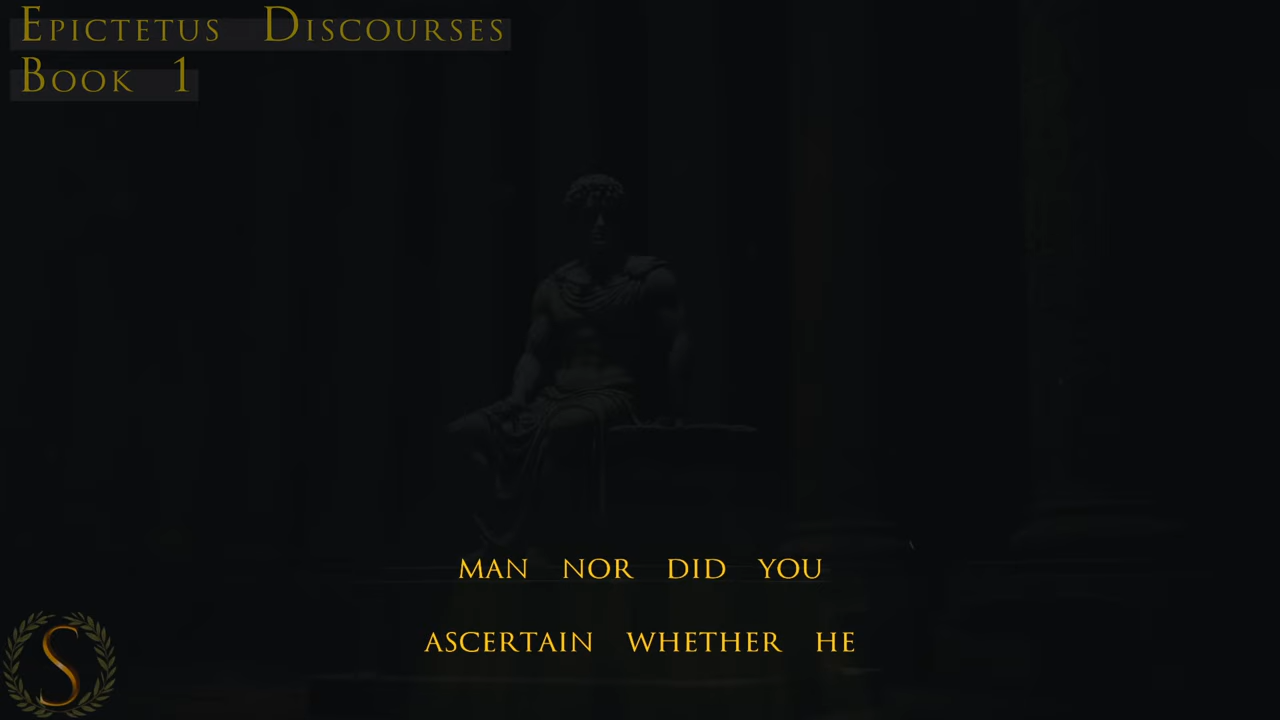 Epictetus Discourses
Book 1
MAN NOR DID YOU
ASCERTAIN WHETHER HE
S